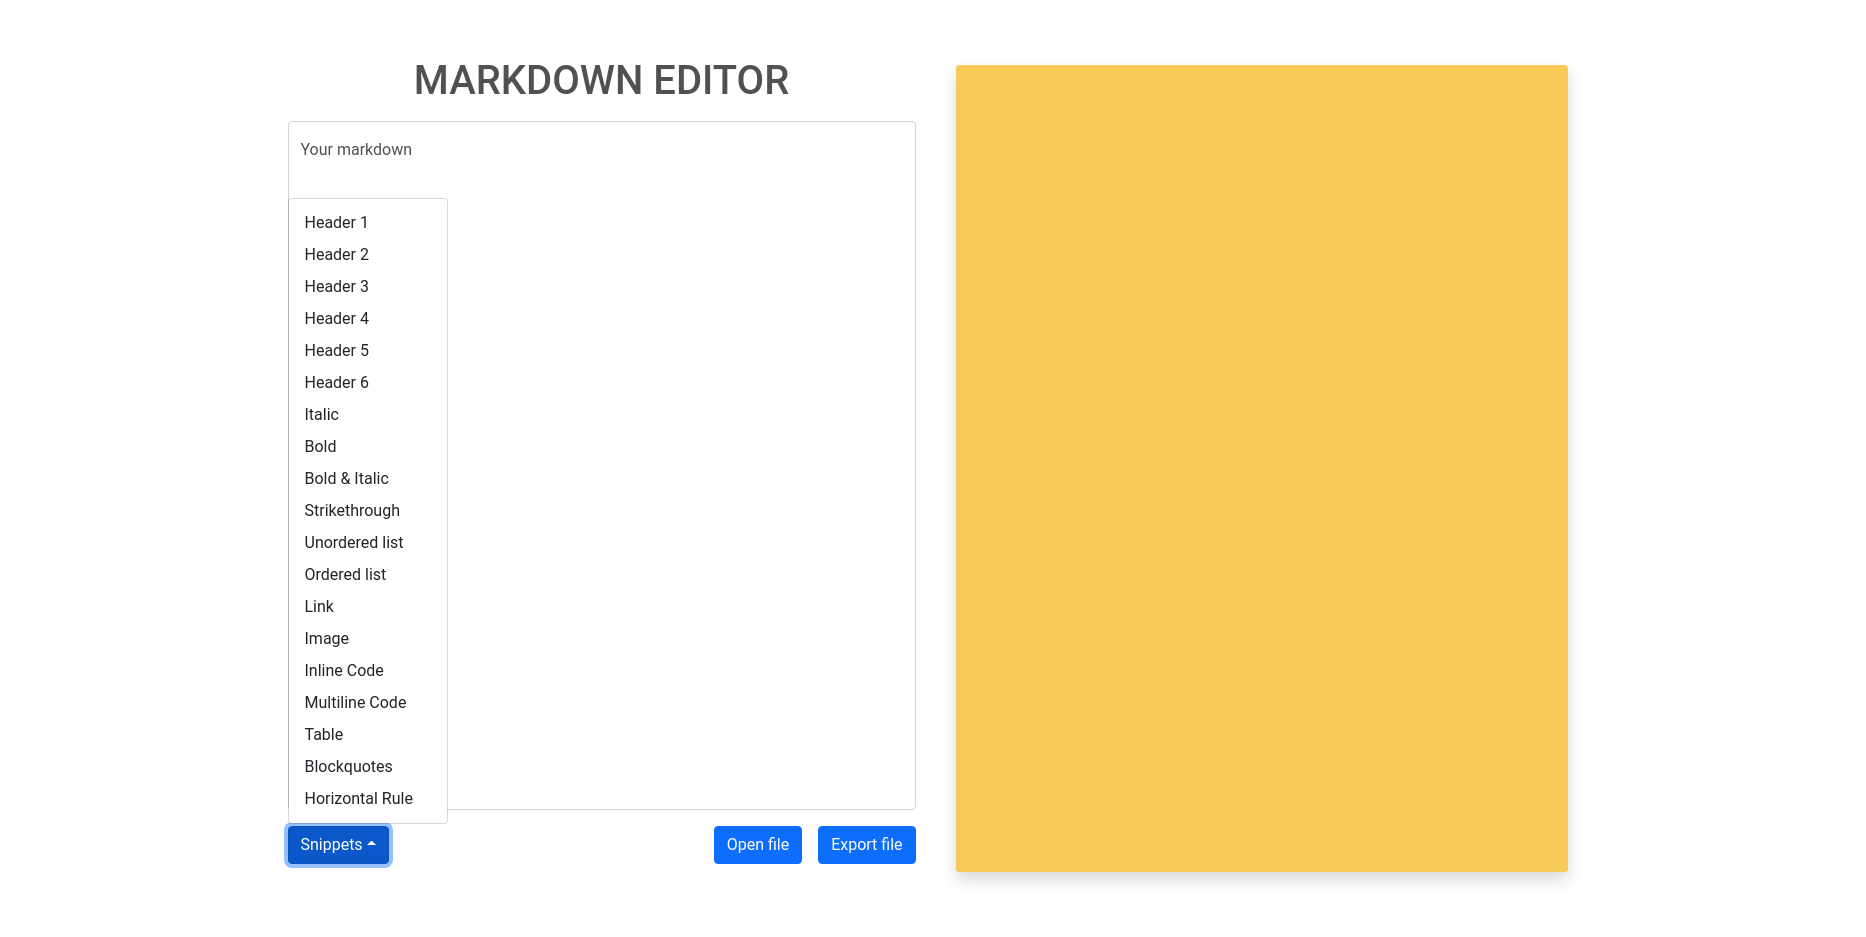 MARKDOWN EDITOR
Your markdown
Header 1
Header 2
Header 3
Header 4
Header 5
Header 6
Italic
Bold
Bold & Italic
Strikethrough
Unordered list
Ordered list
Link
Image
Inline Code
Multiline Code
Table
Blockquotes
Horizontal Rule
Snippets
Open file
Export file